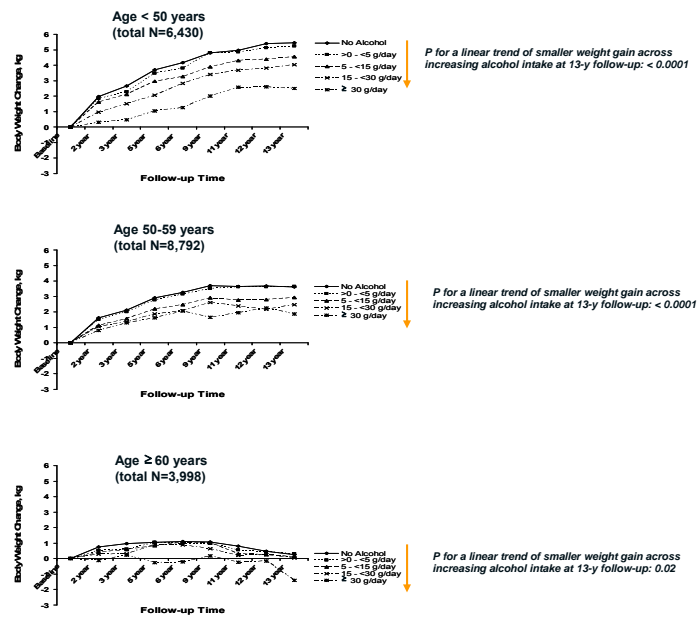 Age < 50 years
(total N=6,430)
Body Weight Change, kg
6
5
4
3
2
1
0
-1
-2
-3
Baseline
2 year
3 year
5 year
6 year
7 year
8 year
9 year
11 year
12 year
13 year
Follow-up Time
No Alcohol
>0 - <5 g/day
5 - <15 g/day
15 - <30 g/day
≥ 30 g/day
P for a linear trend of smaller weight gain across
increasing alcohol intake at 13-y follow-up: < 0.0001
Age 50-59 years
(total N=8,792)
Body Weight Change, kg
6
5
4
3
2
1
0
-1
-2
-3
Baseline
2 year
3 year
5 year
6 year
8 year
9 year
11 year
12 year
13 year
Follow-up Time
No Alcohol
>0 - <5 g/day
5 - <15 g/day
15 - <30 g/day
≥ 30 g/day
P for a linear trend of smaller weight gain across
increasing alcohol intake at 13-y follow-up: < 0.0001
Age ≥ 60 years
(total N=3,998)
Body Weight Change, kg
6
5
4
3
2
1
0
-1
-2
-3
Baseline
2 year
3 year
5 year
6 year
8 year
9 year
11 year
12 year
13 year
Follow-up Time
No Alcohol
>0 - <5 g/day
5 - <15 g/day
15 - <30 g/day
≥ 30 g/day
P for a linear trend of smaller weight gain across
increasing alcohol intake at 13-y follow-up: 0.02